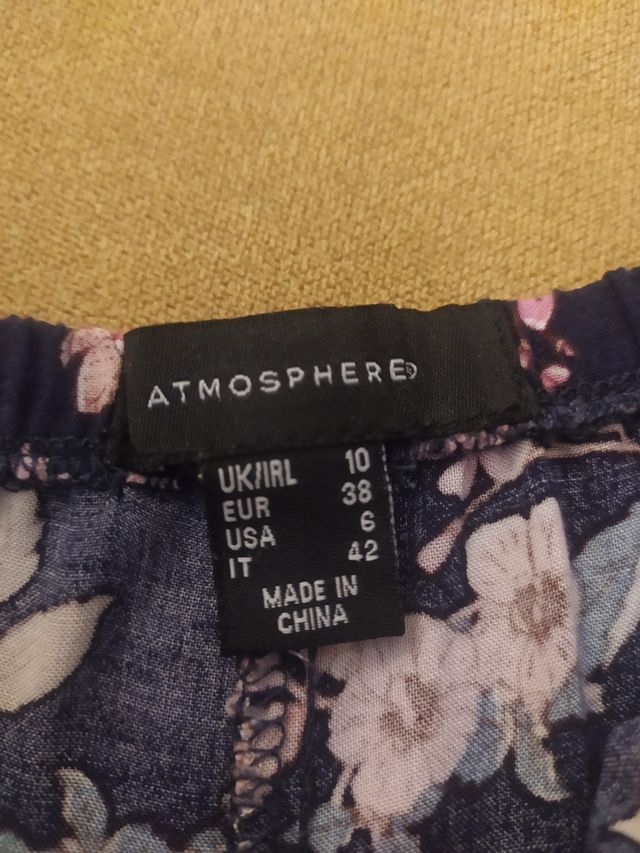 ATMOSPHERE®
UK/IRL 10
EUR 38
USA 6
IT 42
MADE IN
CHINA